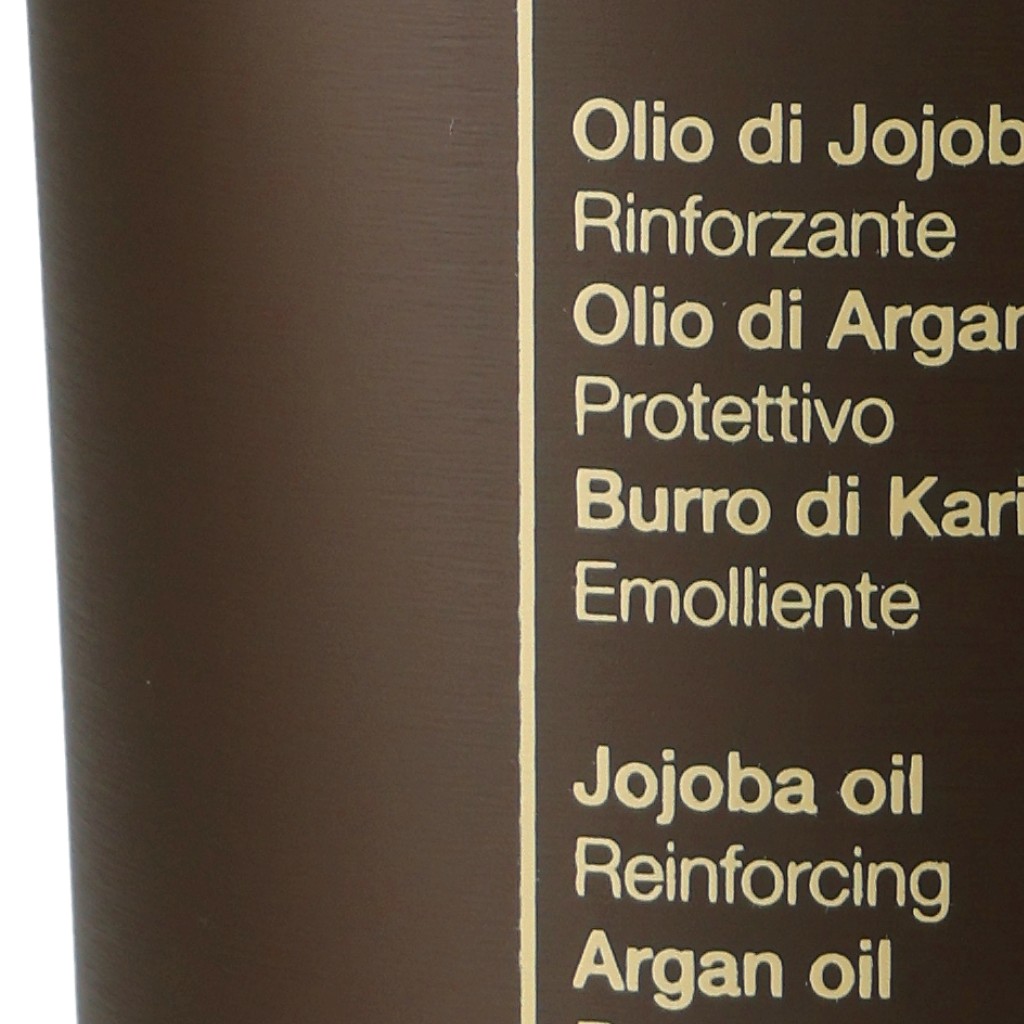 Olio di Jojob
Rinforzante
Olio di Argan
Protettivo
Burro di Kari
Emolliente
Jojoba oil
Reinforcing
Argan oil